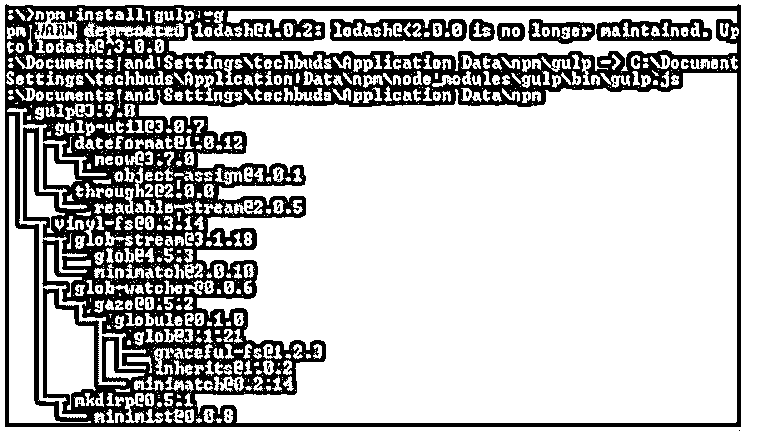 :\>npm install gulp -g
pm WARN deprecated lodash@1.0.2: lodash@<2.0.0 is no longer maintained. Up
to lodash@^3.0.0
:\Documents and Settings\techbuds\Application Data\npm\gulp -> C:\Document
Settings\techbuds\Application Data\npm\node_modules\gulp\bin\gulp.js
:\Documents and Settings\techbuds\Application Data\npm
gulp@3.9.0
gulp-util@3.0.7
dateformat@1.0.12
meow@3.7.0
object-assign@4.0.1
through2@2.0.0
readable-stream@2.0.5
vinyl-fs@0.3.14
glob-stream@3.1.18
glob@4.5.3
minimatch@2.0.10
glob-watcher@0.0.6
gaze@0.5.2
globule@0.1.0
glob@3.1.21
graceful-fs@1.2.3
inherits@1.0.2
minimatch@0.2.14
mkdirp@0.5.1
minimist@0.0.8